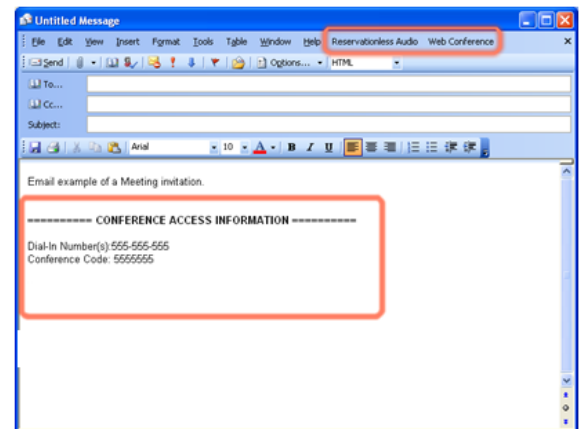 Untitled Message
File Edit View Insert Format Tools Table Window Help Reservationless Audio Web Conference
Send Options... HTML
To...
Cc...
Subject:
Arial 10 A B I U
Email example of a Meeting invitation.
========== CONFERENCE ACCESS INFORMATION ==========
Dial-In Number(s):555-555-555
Conference Code: 5555555